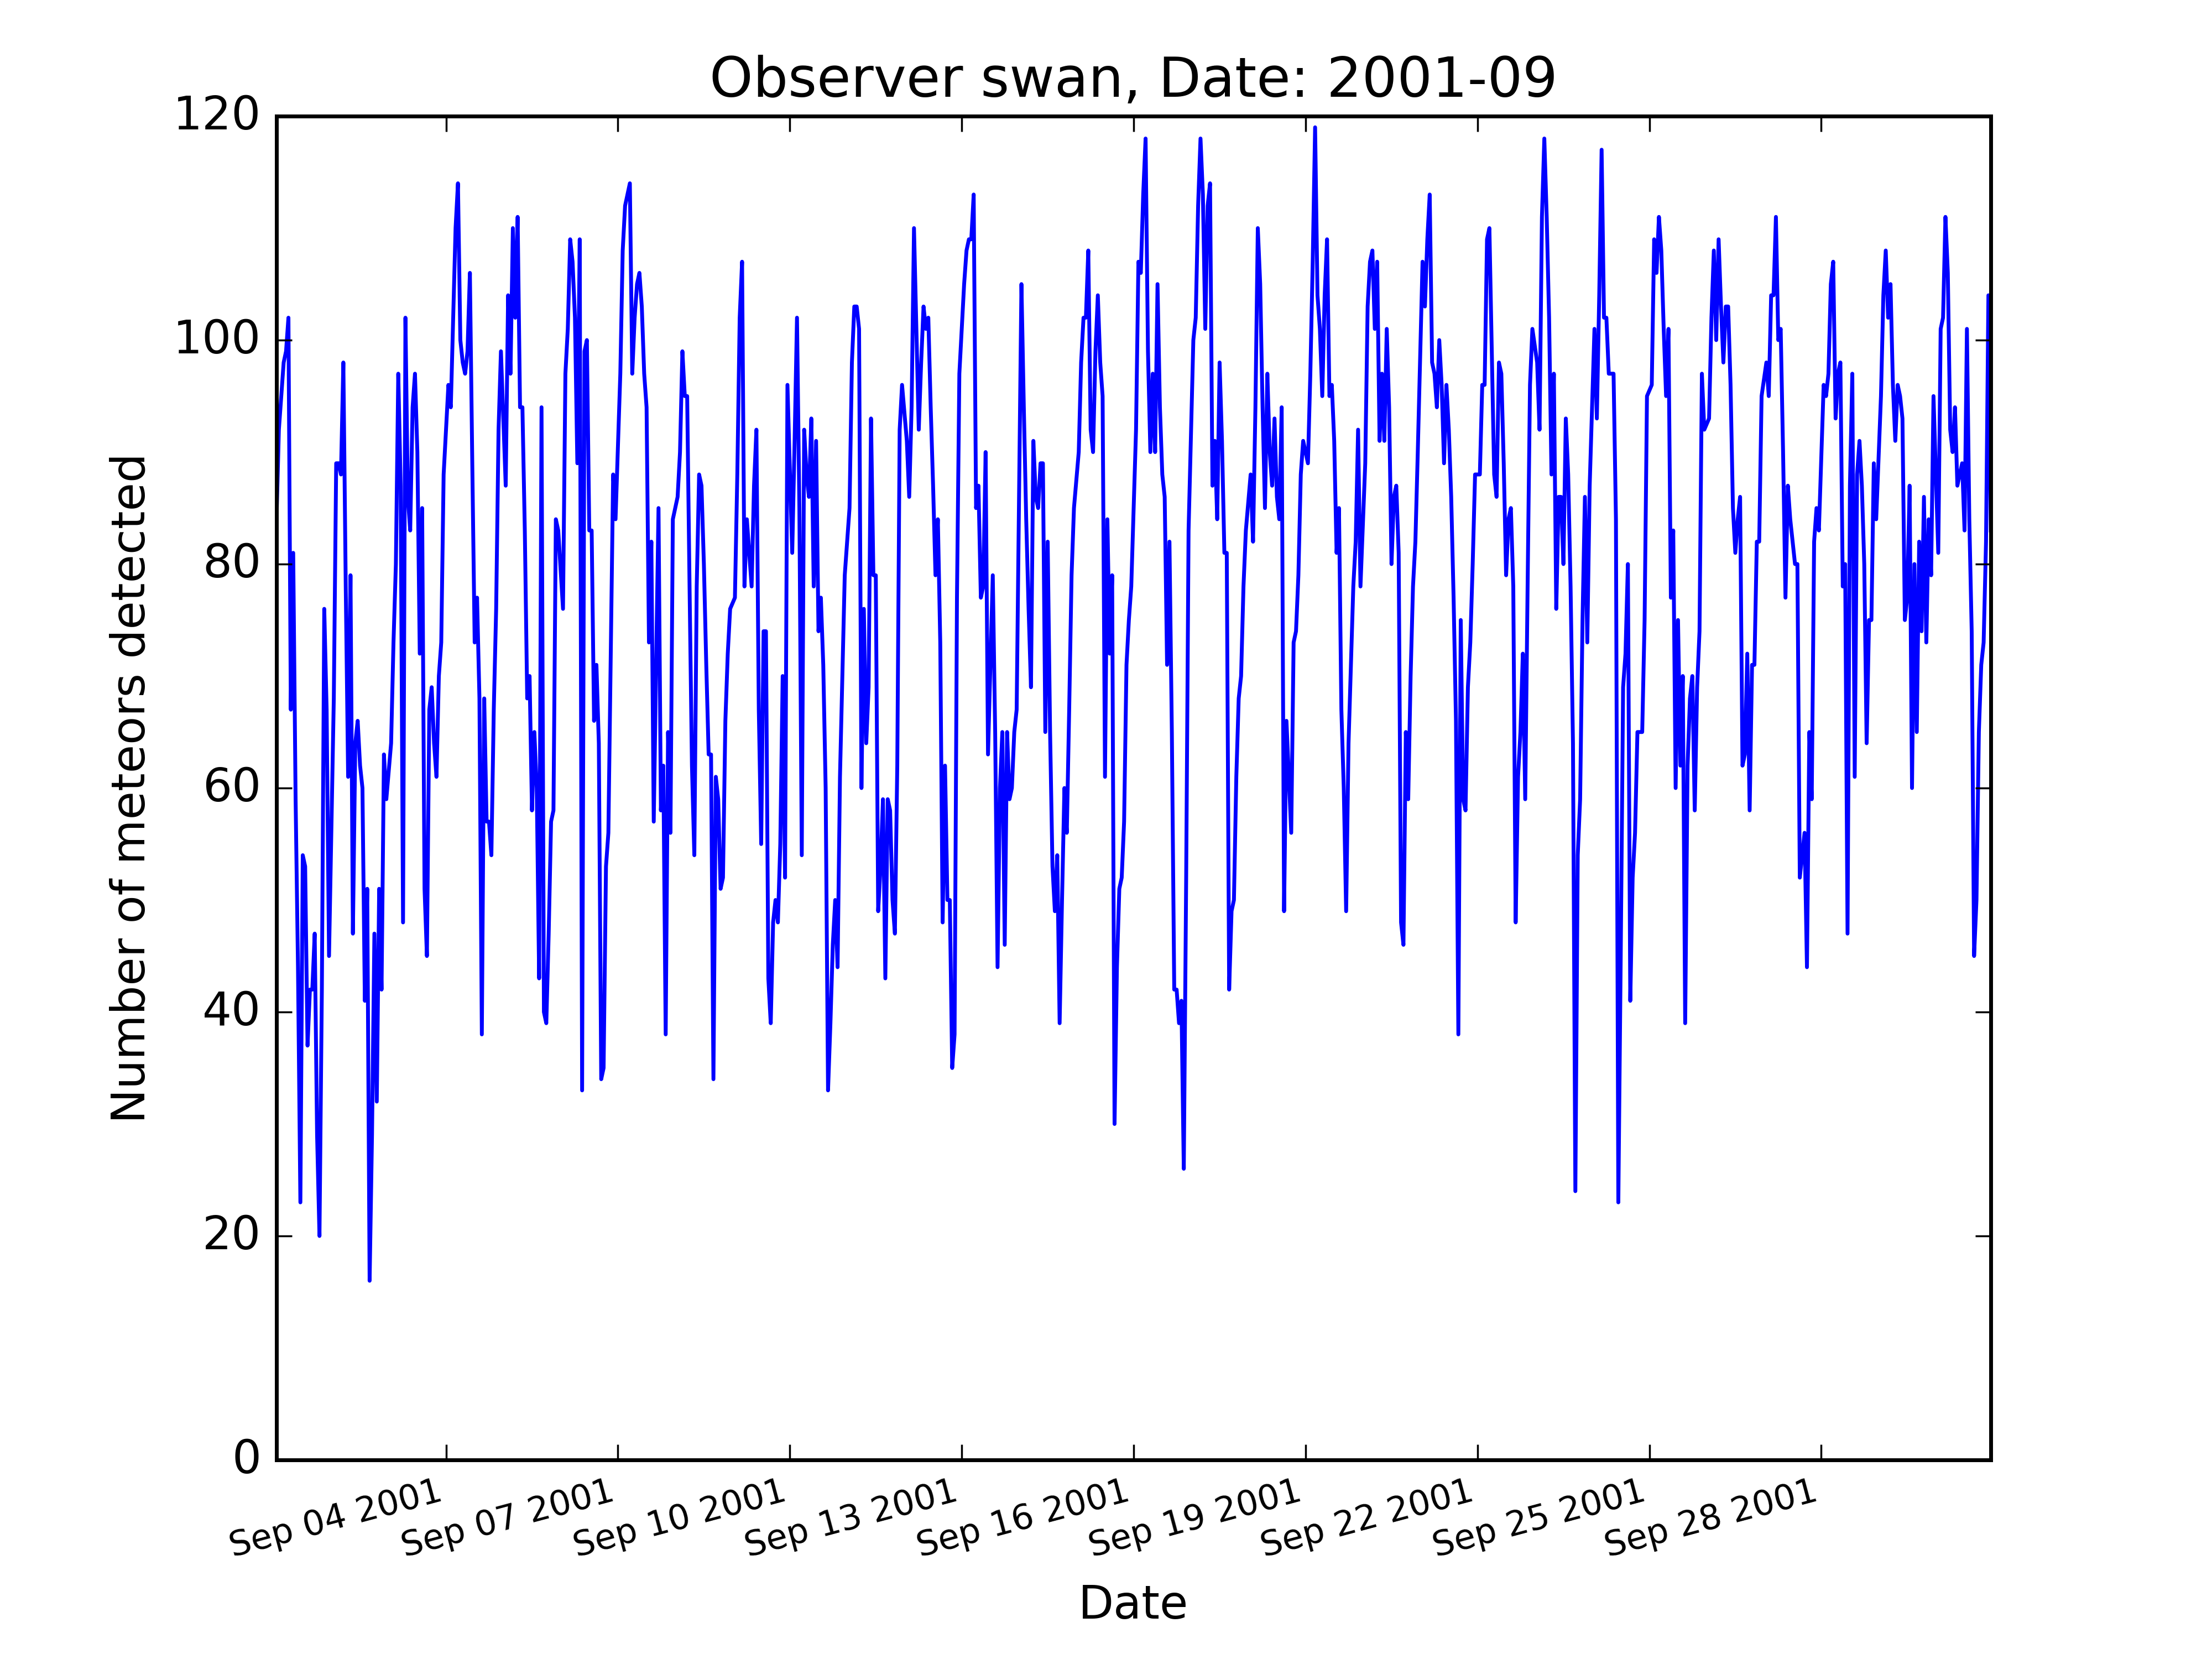 Observer swan, Date: 2001-09
120
100
80
60
40
20
0
Number of meteors detected
Sep 04 2001
Sep 07 2001
Sep 10 2001
Sep 13 2001
Sep 16 2001
Sep 19 2001
Sep 22 2001
Sep 25 2001
Sep 28 2001
Date